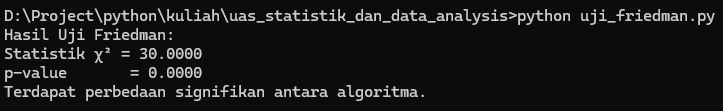 D:\Project\python\kuliah\uas_statistik_dan_data_analysis>python uji_friedman.py
Hasil Uji Friedman:
Statistik χ² = 30.0000
p-value      = 0.0000
Terdapat perbedaan signifikan antara algoritma.